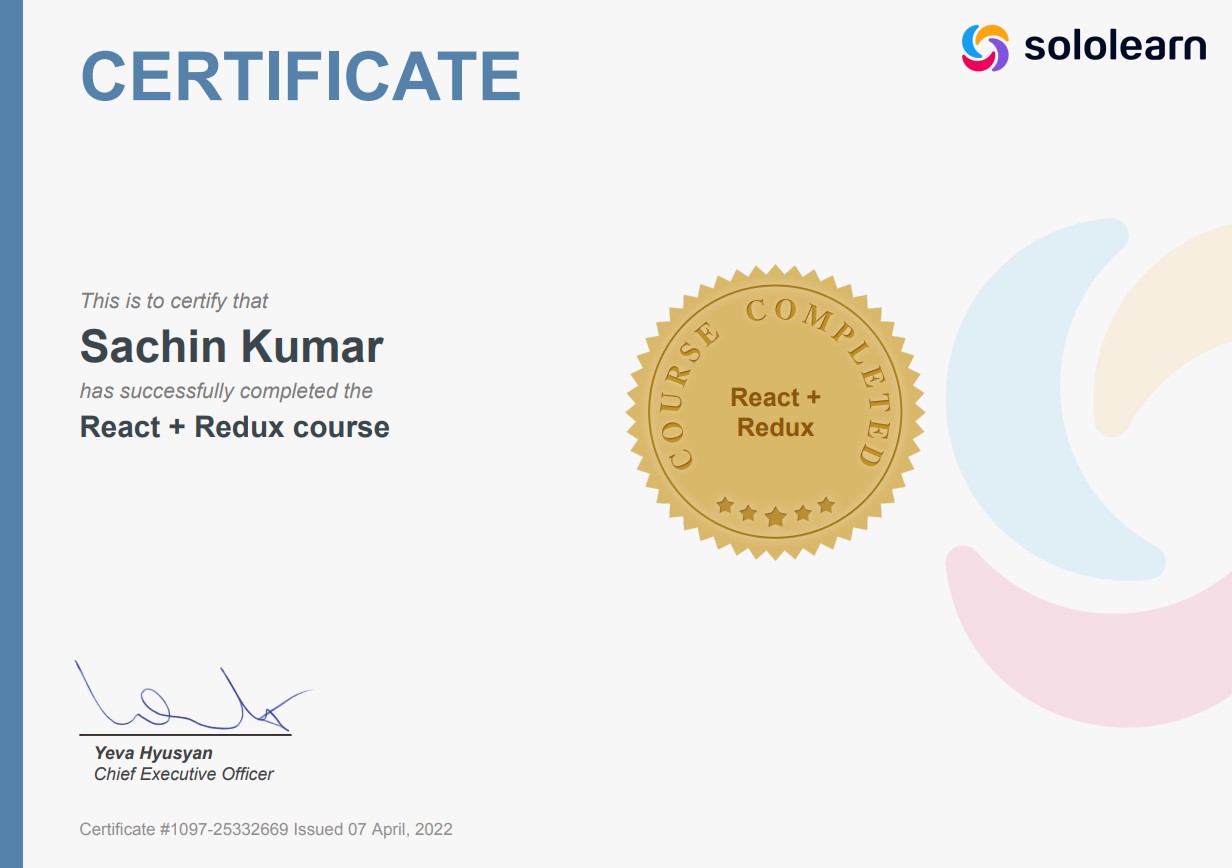 CERTIFICATE
sololearn
This is to certify that
Sachin Kumar
has successfully completed the
React + Redux course
COURSE COMPLETED
React +
Redux
Yeva Hyusyan
Chief Executive Officer
Certificate #1097-25332669 Issued 07 April, 2022